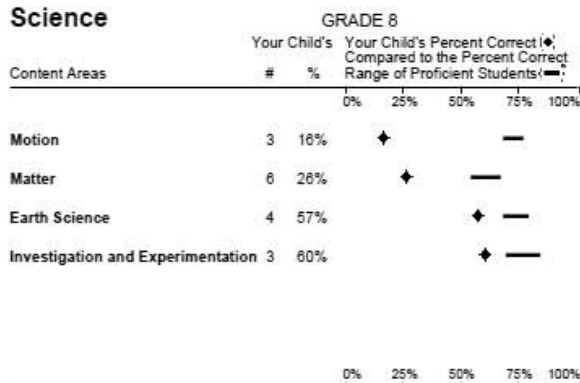 Science
GRADE 8
Your Child's
Your Child's Percent Correct
Compared to the Percent Correct
Content Areas # % Range of Proficient Students
0% 25% 50% 75% 100%
Motion 3 16%
Matter 6 26%
Earth Science 4 57%
Investigation and Experimentation 3 60%
0% 25% 50% 75% 100%